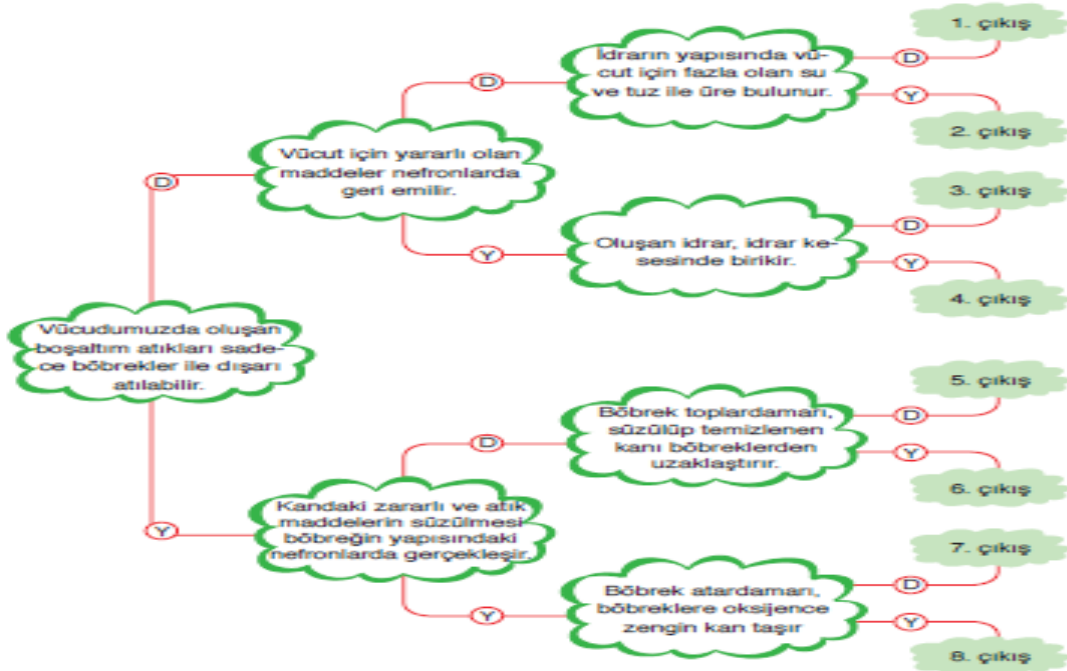 Vücudumuzda oluşan
boşaltım atıkları sade-
ce böbrekler ile dışarı
atılabilir.
D
Y
Vücut için yararlı olan
maddeler nefronlarda
geri emilir.
D
Y
Kandaki zararlı ve atık
maddelerin süzülmesi
böbreğin yapısındaki
nefronlarda gerçekleşir.
D
Y
İdrarın yapısında vü-
cut için fazla olan su
ve tuz ile üre bulunur.
D
Y
1. çıkış
2. çıkış
Oluşan idrar, idrar ke-
sesinde birikir.
D
Y
3. çıkış
4. çıkış
Böbrek toplardamarı,
süzülüp temizlenen
kanı böbreklerden
uzaklaştırır.
D
Y
5. çıkış
6. çıkış
Böbrek atardamarı,
böbreklere oksijence
zengin kan taşır
D
Y
7. çıkış
8. çıkış